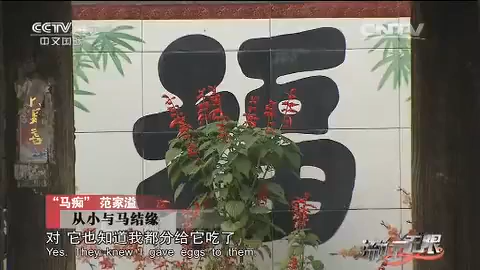 CCTV
中文国际
CNTV
福
“马痴” 范家溢
从小与马结缘
对 它也知道我都分给它吃了
Yes. They knew I gave eggs to them.